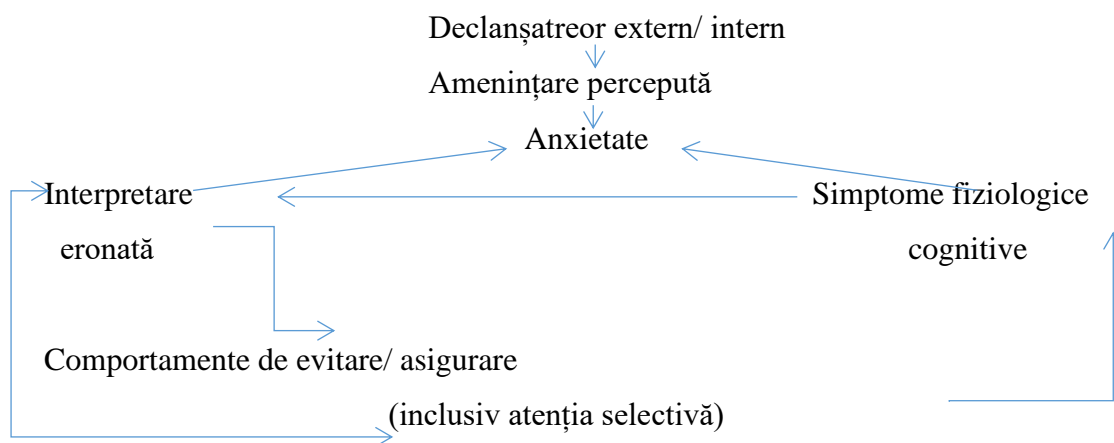 Declanșatreor extern/ intern
Amenințare percepută
Anxietate
Interpretare
eronată
Simptome fiziologice
cognitive
Comportamente de evitare/ asigurare
(inclusiv atenția selectivă)